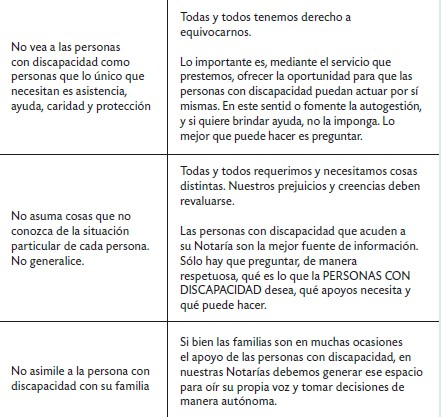 No vea a las personas
con discapacidad como
personas que lo único que
necesitan es asistencia,
ayuda, caridad y protección
Todas y todos tenemos derecho a
equivocarnos.
Lo importante es, mediante el servicio que
prestemos, ofrecer la oportunidad para que las
personas con discapacidad puedan actuar por sí
mismas. En este sentid o fomente la autogestión,
y si quiere brindar ayuda, no la imponga. Lo
mejor que puede hacer es preguntar.
No asuma cosas que no
conozca de la situación
particular de cada persona.
No generalice.
Todas y todos requerimos y necesitamos cosas
distintas. Nuestros prejuicios y creencias deben
revaluarse.
Las personas con discapacidad que acuden a
su Notaría son la mejor fuente de información.
Sólo hay que preguntar, de manera
respetuosa, qué es lo que la PERSONAS CON
DISCAPACIDAD desea, qué apoyos necesita y
qué puede hacer.
No asimile a la persona con
discapacidad con su familia
Si bien las familias son en muchas ocasiones
el apoyo de las personas con discapacidad, en
nuestras Notarías debemos generar ese espacio
para oír su propia voz y tomar decisiones de
manera autónoma.